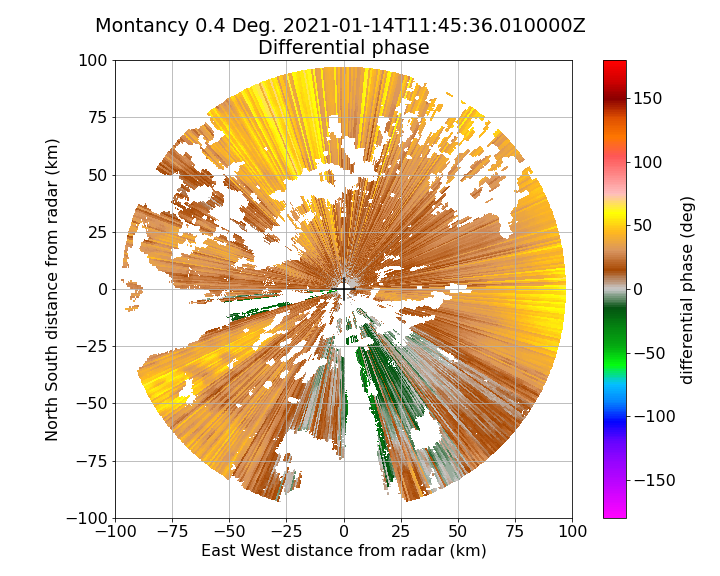 Montancy 0.4 Deg. 2021-01-14T11:45:36.010000Z
Differential phase
100
75
50
25
0
−25
−50
−75
−100
−100 −75 −50 −25 0 25 50 75 100
North South distance from radar (km)
East West distance from radar (km)
150
100
50
0
−50
−100
−150
differential phase (deg)